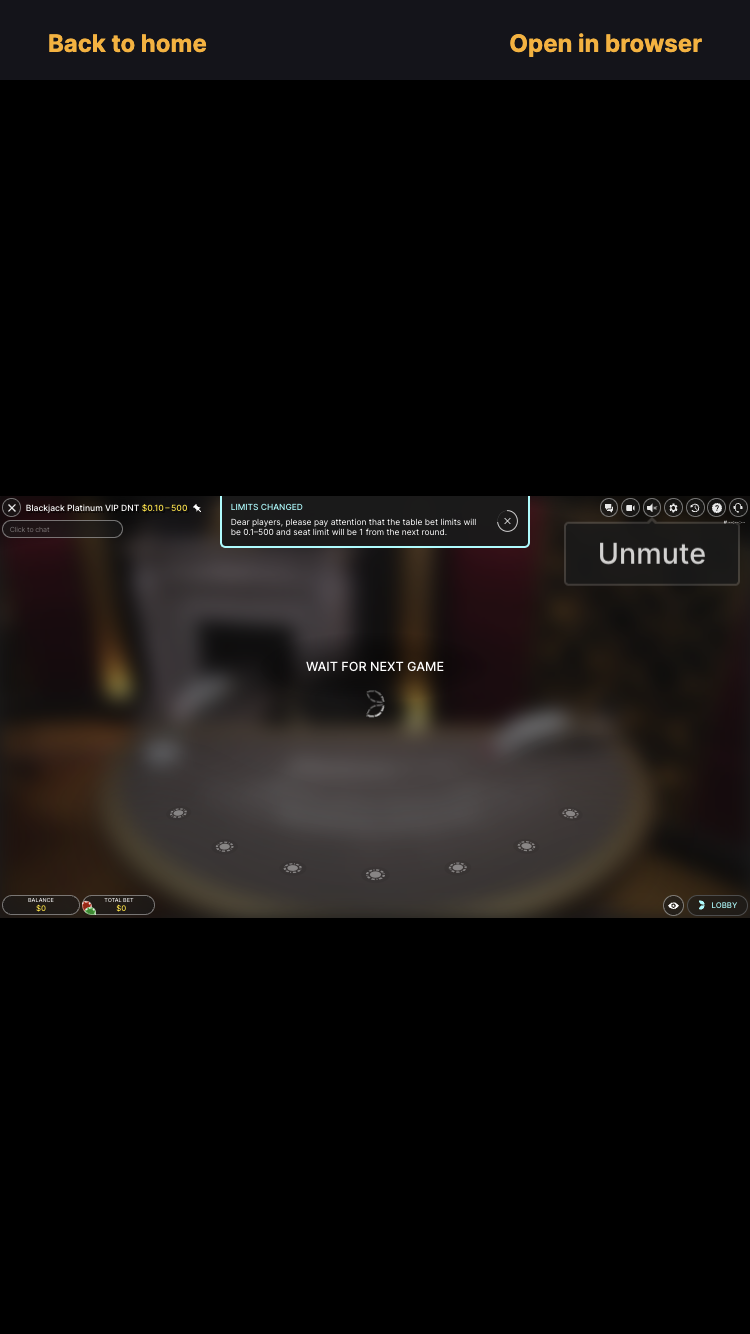 Back to home
Open in browser
Blackjack Platinum VIP DNT $0.10–500
LIMITS CHANGED
Dear players, please pay attention that the table bet limits will
be 0.1–500 and seat limit will be 1 from the next round.
Click to chat
Unmute
WAIT FOR NEXT GAME
BALANCE
$0
TOTAL BET
$0
LOBBY